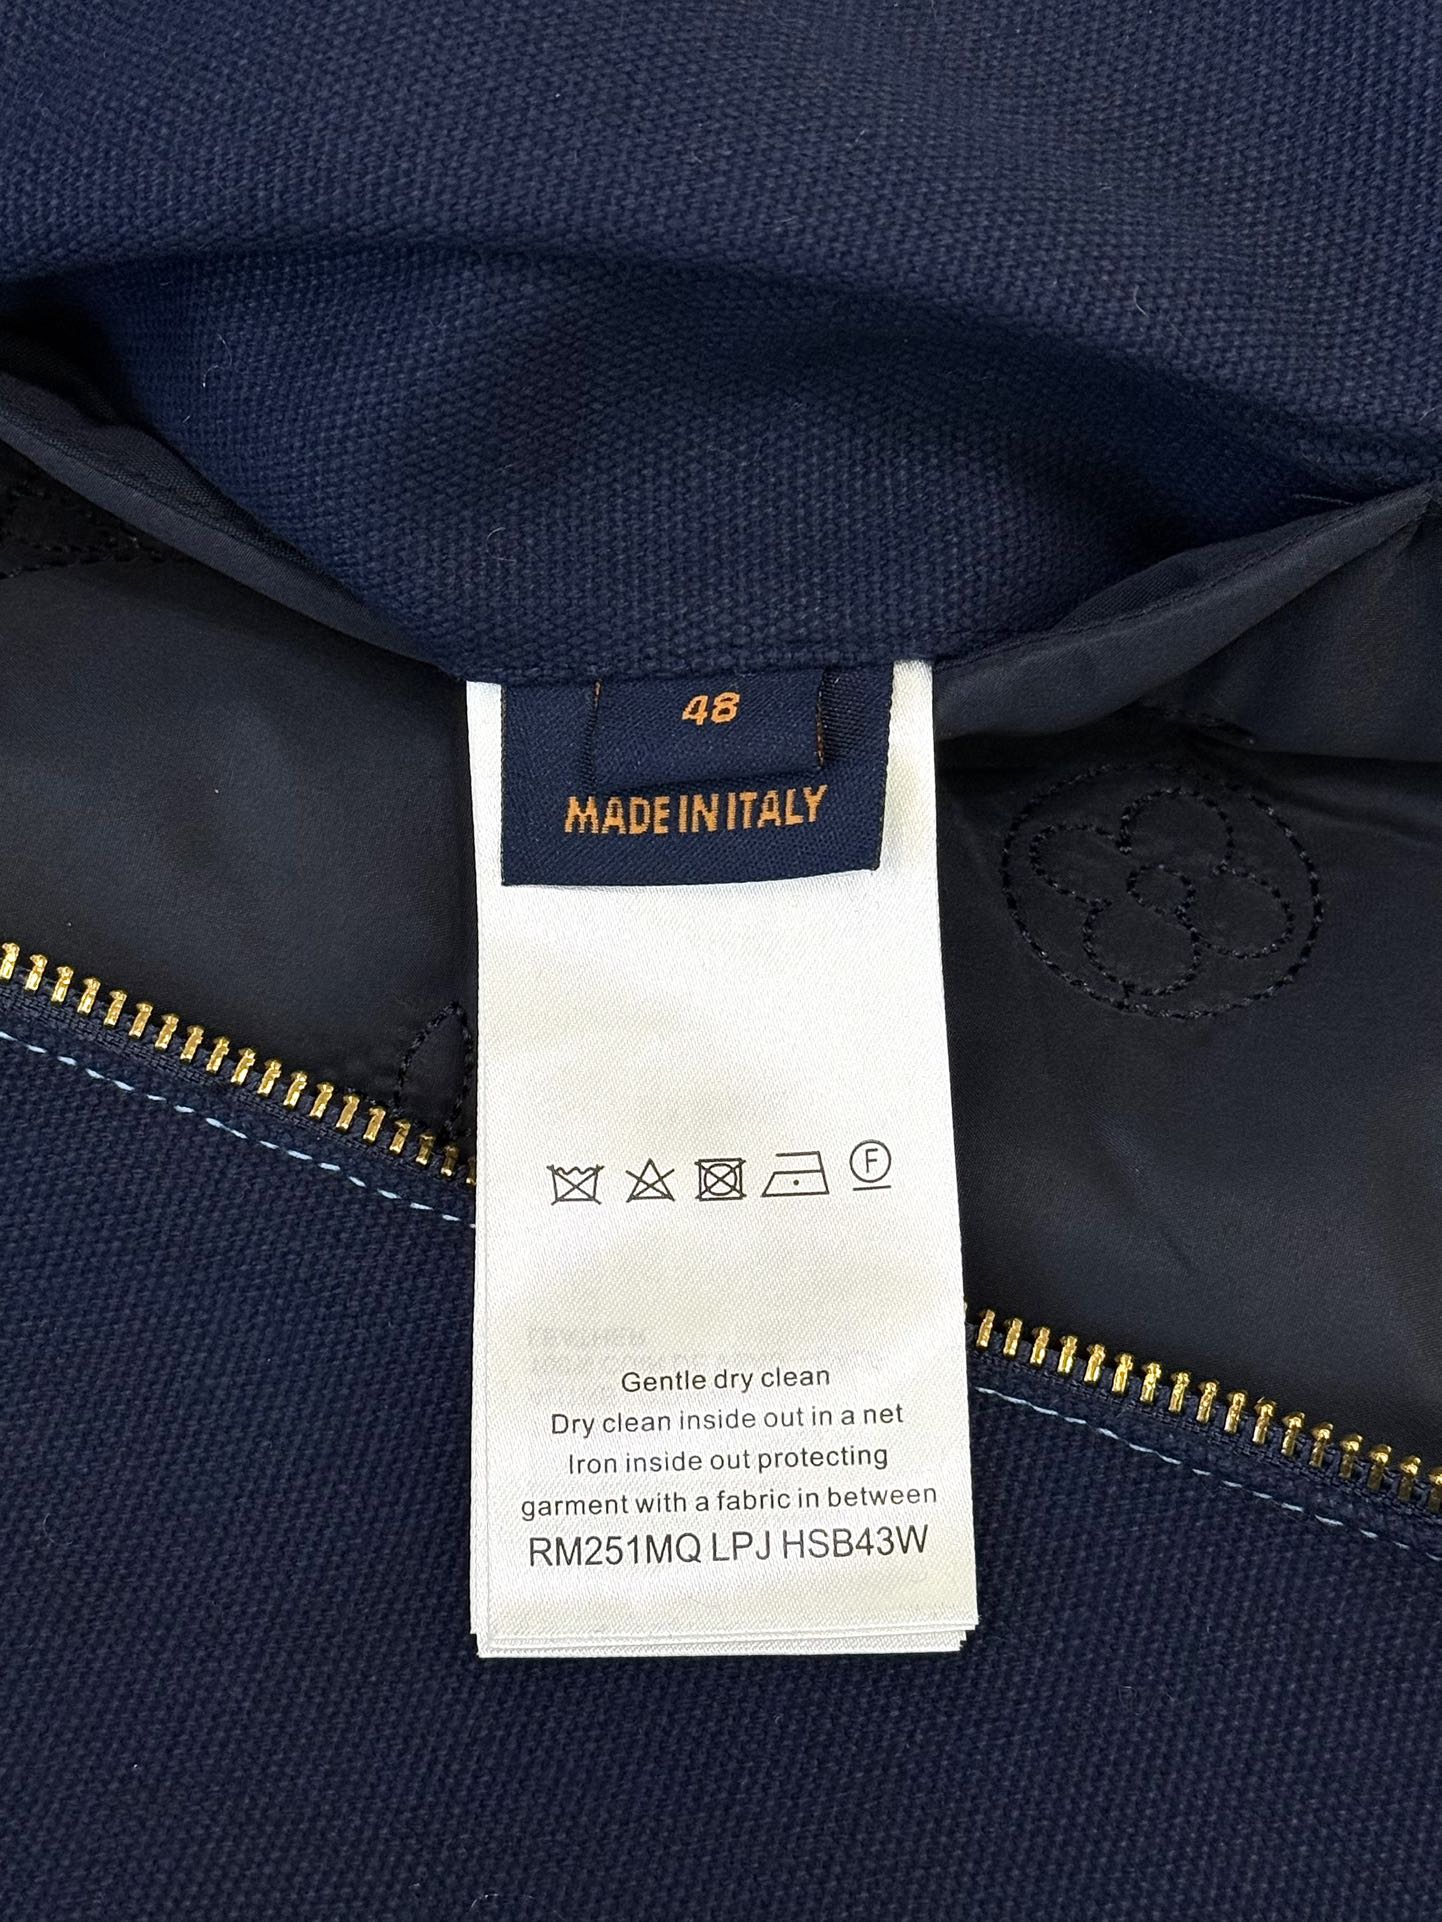 48
MADE IN ITALY
F
Gentle dry clean
Dry clean inside out in a net
Iron inside out protecting
garment with a fabric in between
RM251MQ LPJ HSB43W